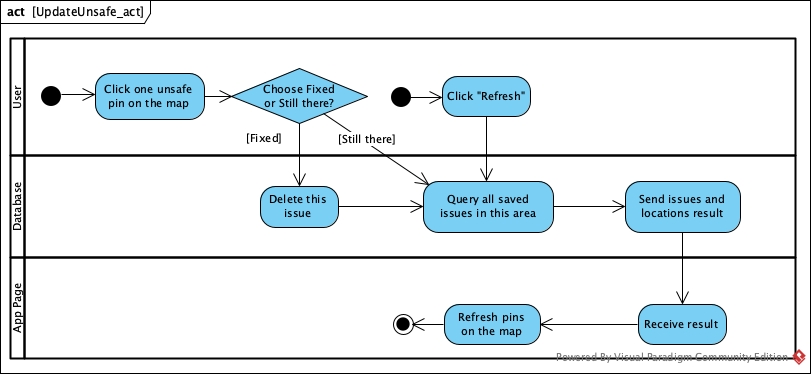 act [UpdateUnsafe_act]
User
Click one unsafe
pin on the map
Choose Fixed
or Still there?
Click "Refresh"
[Fixed]
[Still there]
Database
Delete this
issue
Query all saved
issues in this area
Send issues and
locations result
App Page
Refresh pins
on the map
Receive result
Powered By Visual Paradigm Community Edition